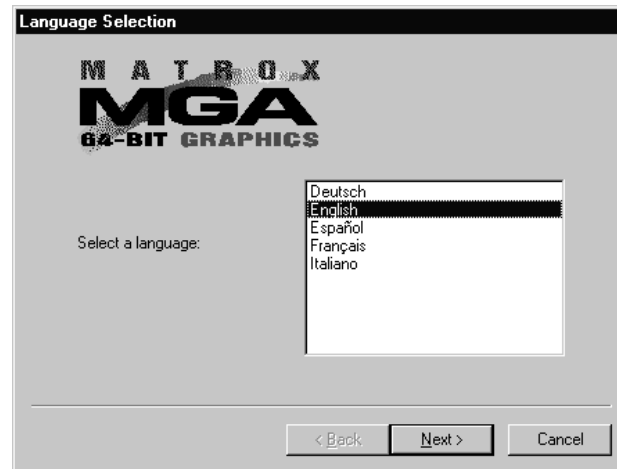 Language Selection
MATROX
MGA
64-BIT GRAPHICS
Deutsch
English
Español
Select a language:
Français
Italiano
< Back
Next >
Cancel